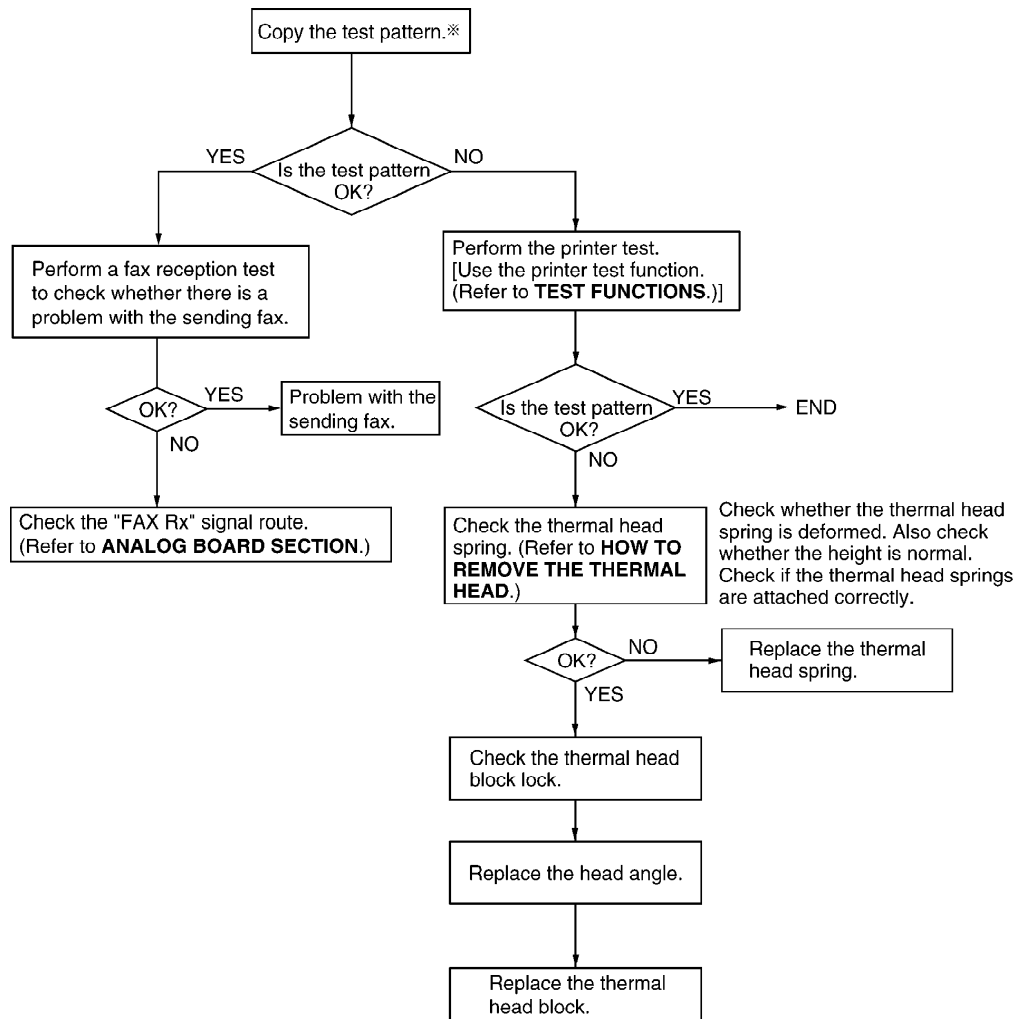 Copy the test pattern.※
YES
NO
Is the test pattern
OK?
Perform a fax reception test
to check whether there is a
problem with the sending fax.
Perform the printer test.
[Use the printer test function.
(Refer to TEST FUNCTIONS.)]
OK?
YES
Problem with the
sending fax.
NO
Is the test pattern
OK?
YES
END
NO
Check the "FAX Rx" signal route.
(Refer to ANALOG BOARD SECTION.)
Check the thermal head
spring. (Refer to HOW TO
REMOVE THE THERMAL
HEAD.)
Check whether the thermal head
spring is deformed. Also check
whether the height is normal.
Check if the thermal head springs
are attached correctly.
OK?
NO
Replace the thermal
head spring.
YES
Check the thermal head
block lock.
Replace the head angle.
Replace the thermal
head block.